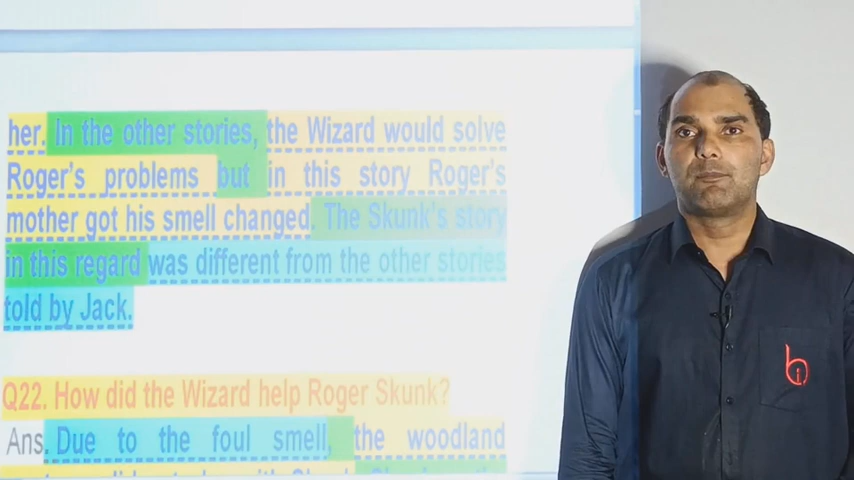 her. In the other stories, the Wizard would solve
Roger's problems but in this story Roger's
mother got his smell changed. The Skunk's story
in this regard was different from the other stories
told by Jack.
Q22. How did the Wizard help Roger Skunk?
Ans. Due to the foul smell, the woodland